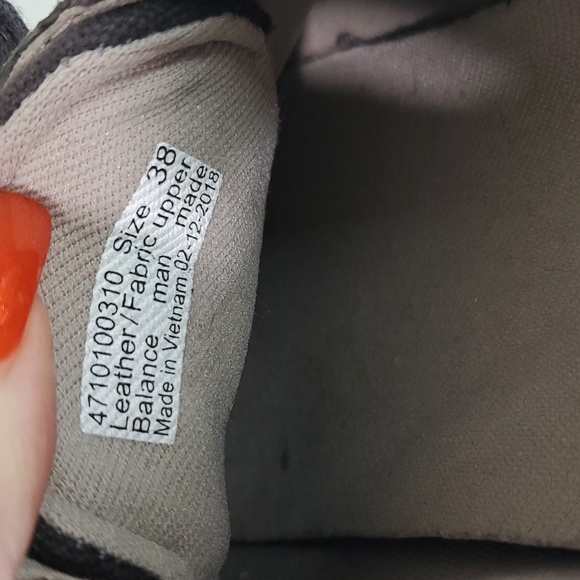 4710100310 Size 38
Leather/Fabric upper
Balance man made
Made in Vietnam 02-12-2018